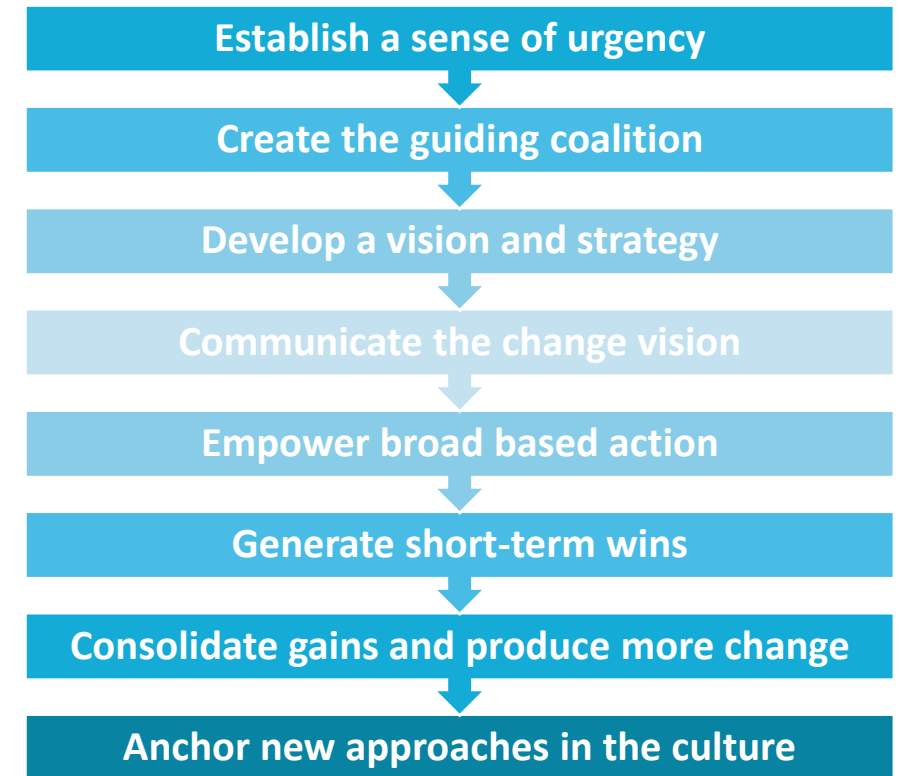 Establish a sense of urgency
Create the guiding coalition
Develop a vision and strategy
Communicate the change vision
Empower broad based action
Generate short-term wins
Consolidate gains and produce more change
Anchor new approaches in the culture